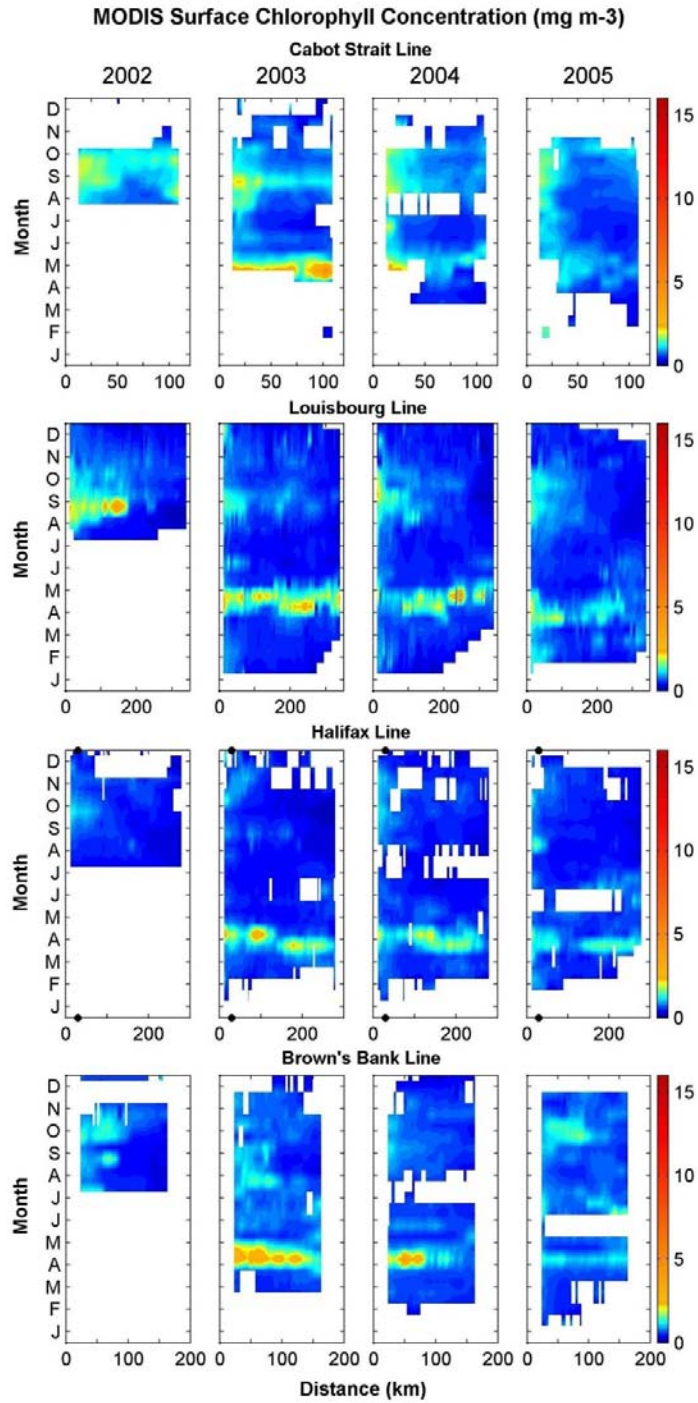 MODIS Surface Chlorophyll Concentration (mg m-3)
Cabot Strait Line
2002 2003 2004 2005
Month
D
N
O
S
A
J
J
M
A
M
F
J
15
10
5
0
0 50 100 0 50 100 0 50 100 0 50 100
Louisbourg Line
Month
D
N
O
S
A
J
J
M
A
M
F
J
15
10
5
0
0 200 0 200 0 200 0 200
Halifax Line
Month
D
N
O
S
A
J
J
M
A
M
F
J
15
10
5
0
0 200 0 200 0 200 0 200
Brown's Bank Line
Month
D
N
O
S
A
J
J
M
A
M
F
J
15
10
5
0
0 100 200 0 100 200 0 100 200 0 100 200
Distance (km)